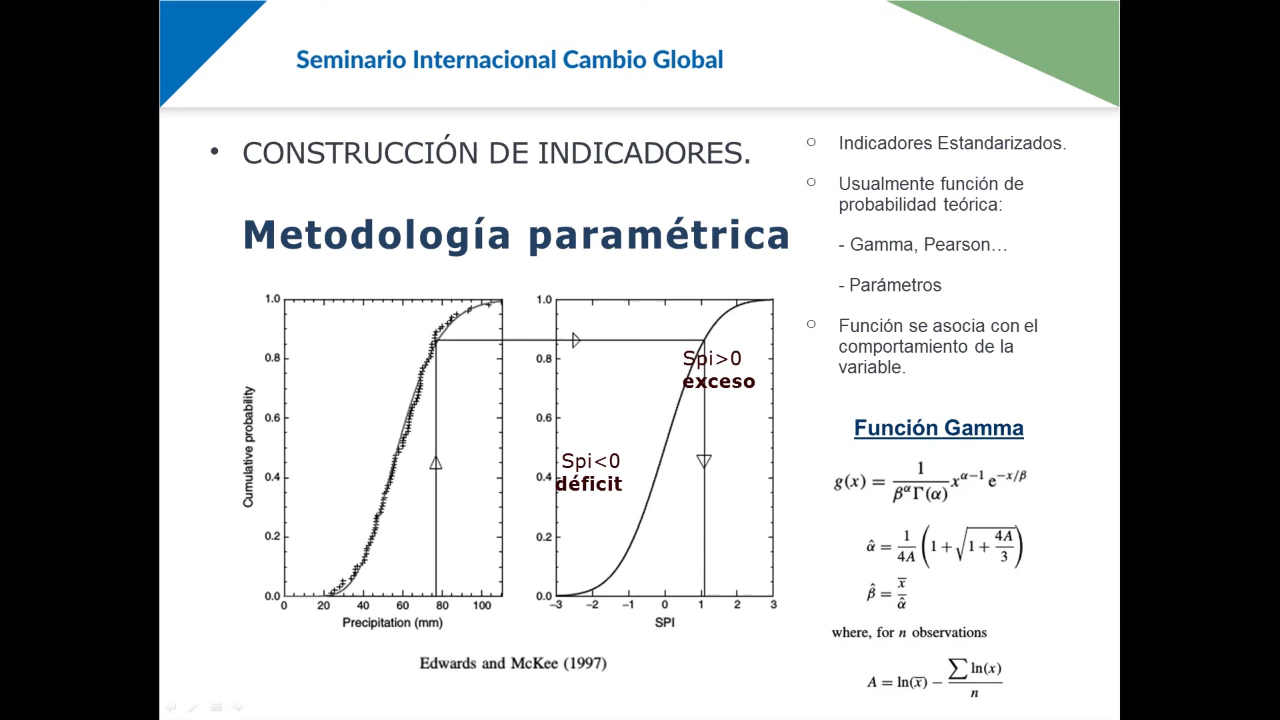 Seminario Internacional Cambio Global
• CONSTRUCCIÓN DE INDICADORES.
Metodología paramétrica
1.0
0.8
0.6
0.4
0.2
0.0
Cumulative probability
0 20 40 60 80 100
Precipitation (mm)
1.0
0.8
0.6
0.4
0.2
0.0
Spi>0
exceso
Spi<0
déficit
−3 −2 −1 0 1 2 3
SPI
Edwards and McKee (1997)
○ Indicadores Estandarizados.
○ Usualmente función de
probabilidad teórica:
- Gamma, Pearson…
- Parámetros
○ Función se asocia con el
comportamiento de la
variable.
Función Gamma
g(x) = 1/(β^α Γ(α)) x^(α−1) e^(−x/β)
α̂ = 1/(4A) (1 + √(1 + 4A/3))
β̂ = x̅/α̂
where, for n observations
A = ln(x̅) − ∑ ln(x)/n